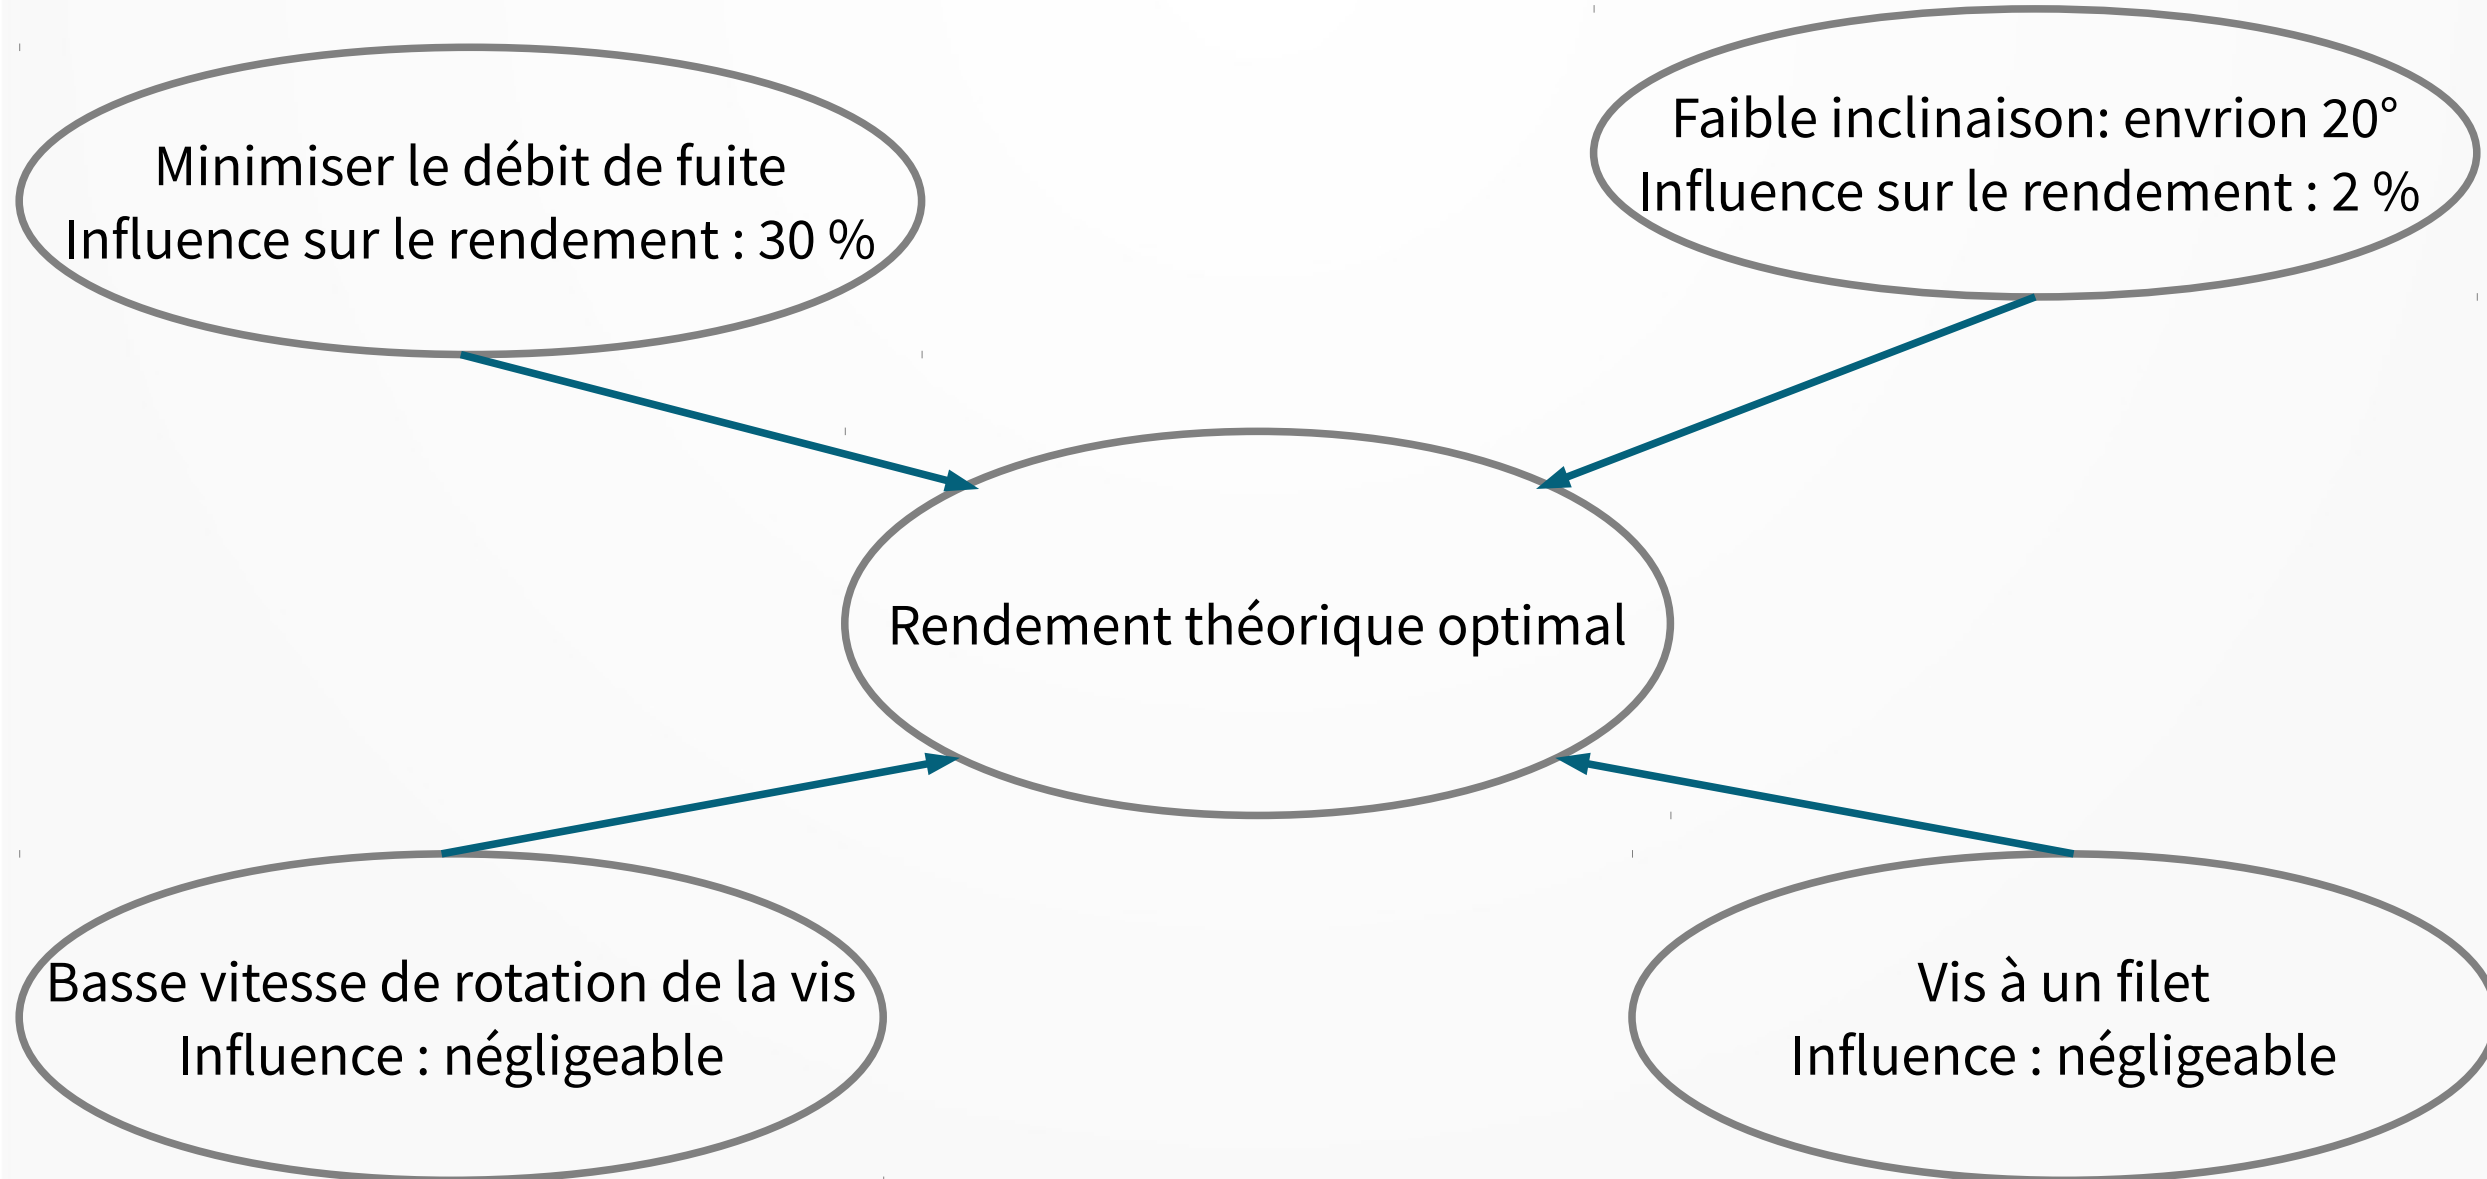 Minimiser le débit de fuite
Influence sur le rendement : 30 %
Faible inclinaison: envrion 20°
Influence sur le rendement : 2 %
Rendement théorique optimal
Basse vitesse de rotation de la vis
Influence : négligeable
Vis à un filet
Influence : négligeable